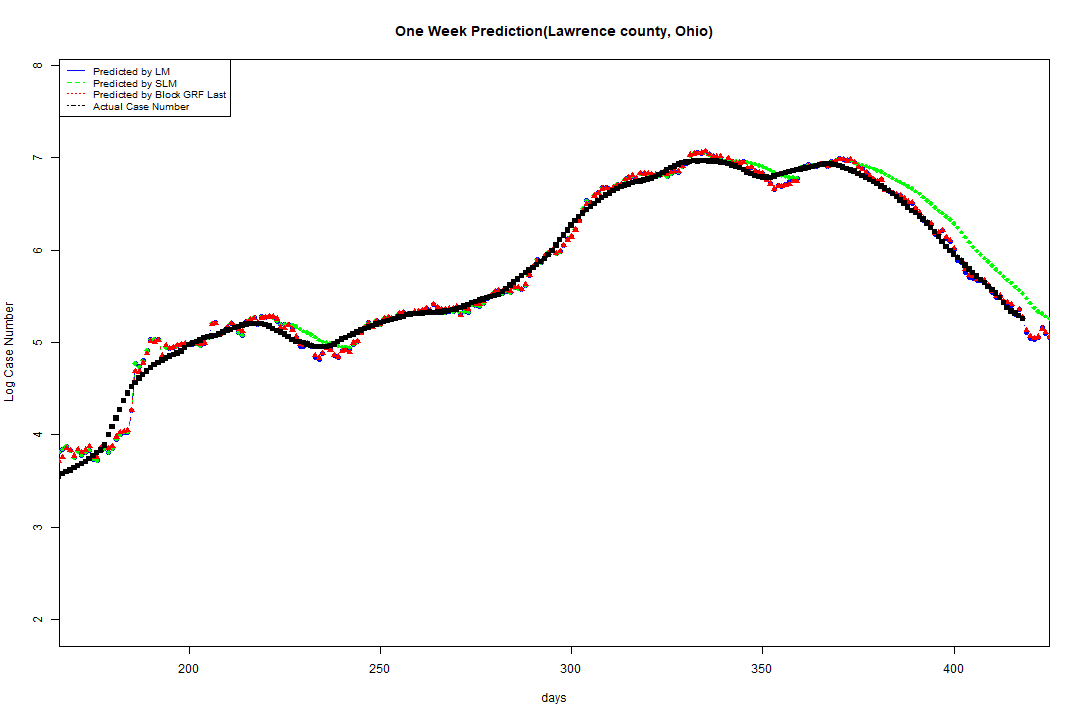 One Week Prediction(Lawrence county, Ohio)
Predicted by LM
Predicted by SLM
Predicted by Block GRF Last
Actual Case Number
8
7
6
5
4
3
2
Log Case Number
200 250 300 350 400
days